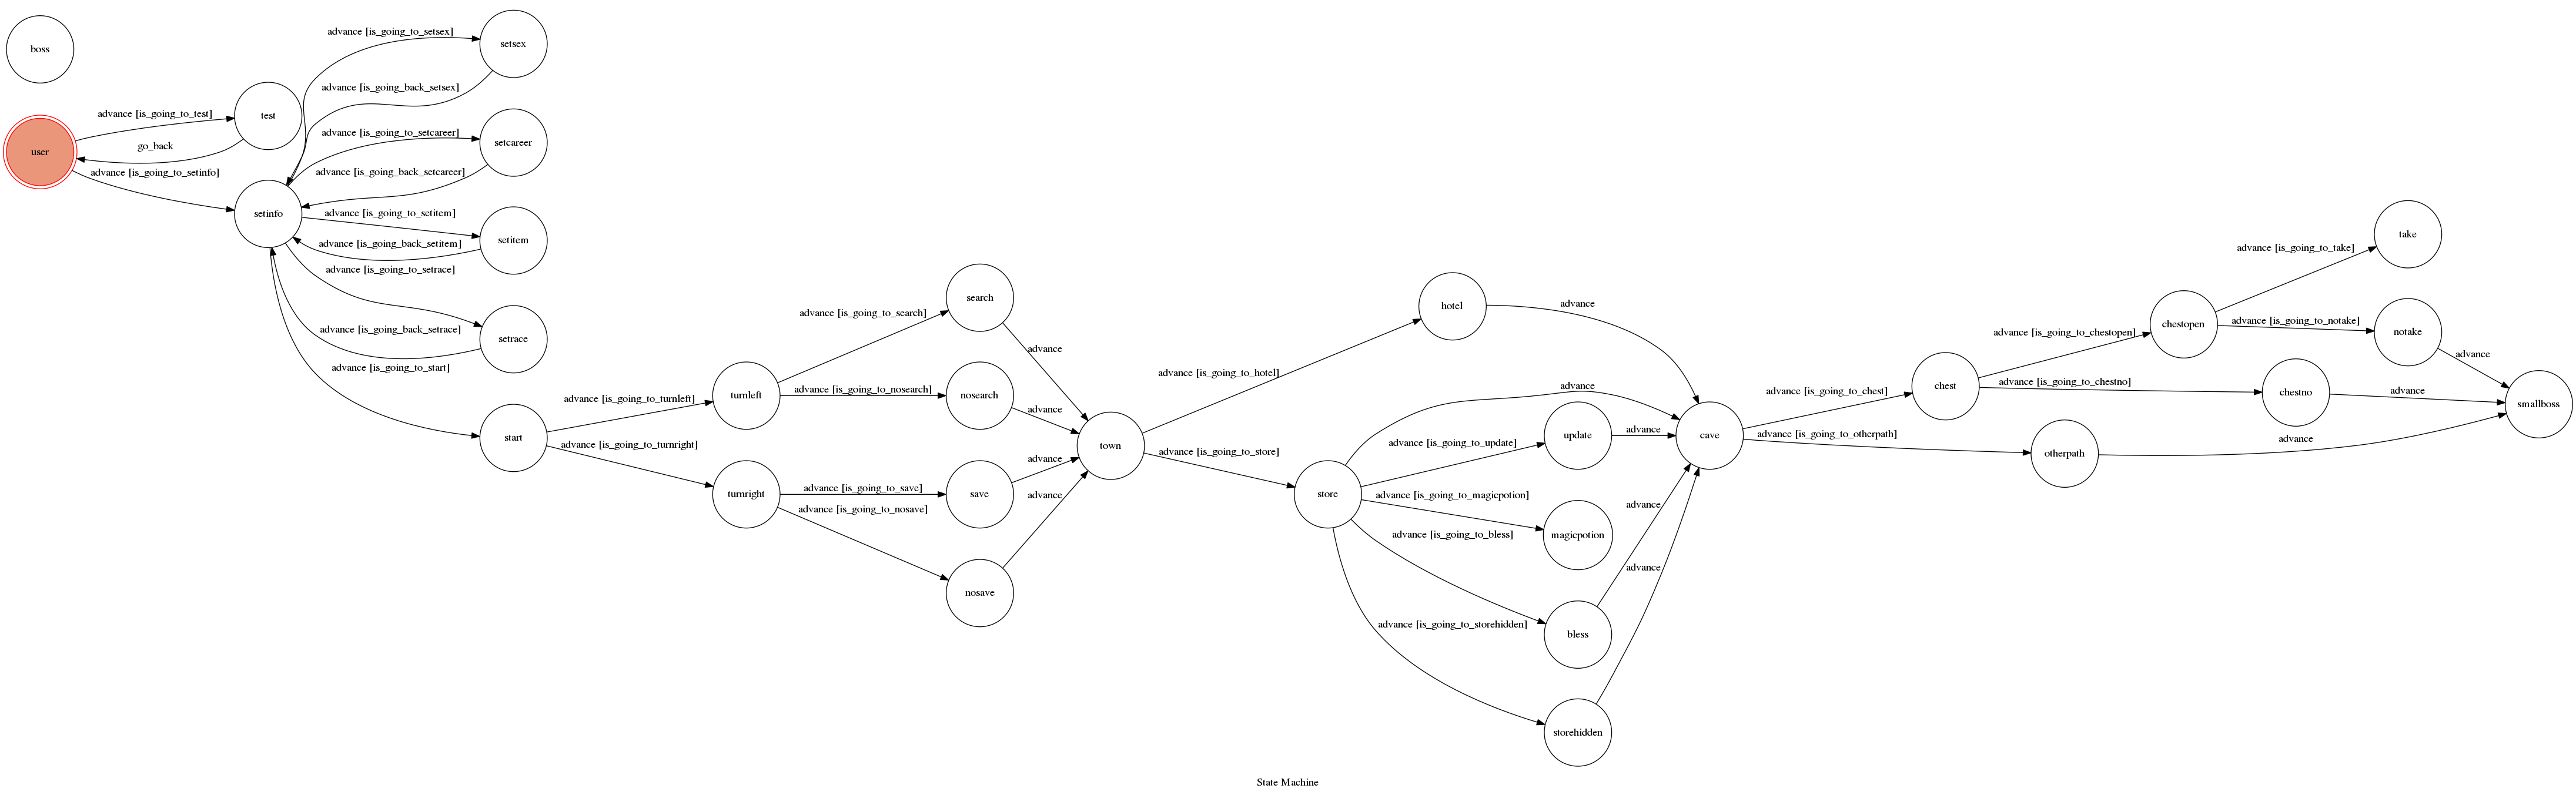 boss
user
advance [is_going_to_test]
go_back
advance [is_going_to_setinfo]
test
setinfo
advance [is_going_to_setsex]
advance [is_going_back_setsex]
advance [is_going_to_setcareer]
advance [is_going_back_setcareer]
advance [is_going_to_setitem]
advance [is_going_back_setitem]
advance [is_going_to_setrace]
advance [is_going_back_setrace]
advance [is_going_to_start]
setsex
setcareer
setitem
setrace
start
advance [is_going_to_turnleft]
advance [is_going_to_turnright]
turnleft
turnright
advance [is_going_to_search]
advance [is_going_to_nosearch]
advance [is_going_to_save]
advance [is_going_to_nosave]
search
nosearch
save
nosave
advance
advance
advance
advance
town
advance [is_going_to_hotel]
advance [is_going_to_store]
hotel
store
advance
advance
advance [is_going_to_update]
advance [is_going_to_magicpotion]
advance [is_going_to_bless]
advance [is_going_to_storehidden]
update
magicpotion
bless
storehidden
advance
advance
advance
cave
advance [is_going_to_chest]
advance [is_going_to_otherpath]
chest
otherpath
advance [is_going_to_chestopen]
advance [is_going_to_chestno]
chestopen
chestno
advance [is_going_to_take]
advance [is_going_to_notake]
take
notake
advance
advance
advance
smallboss
State Machine